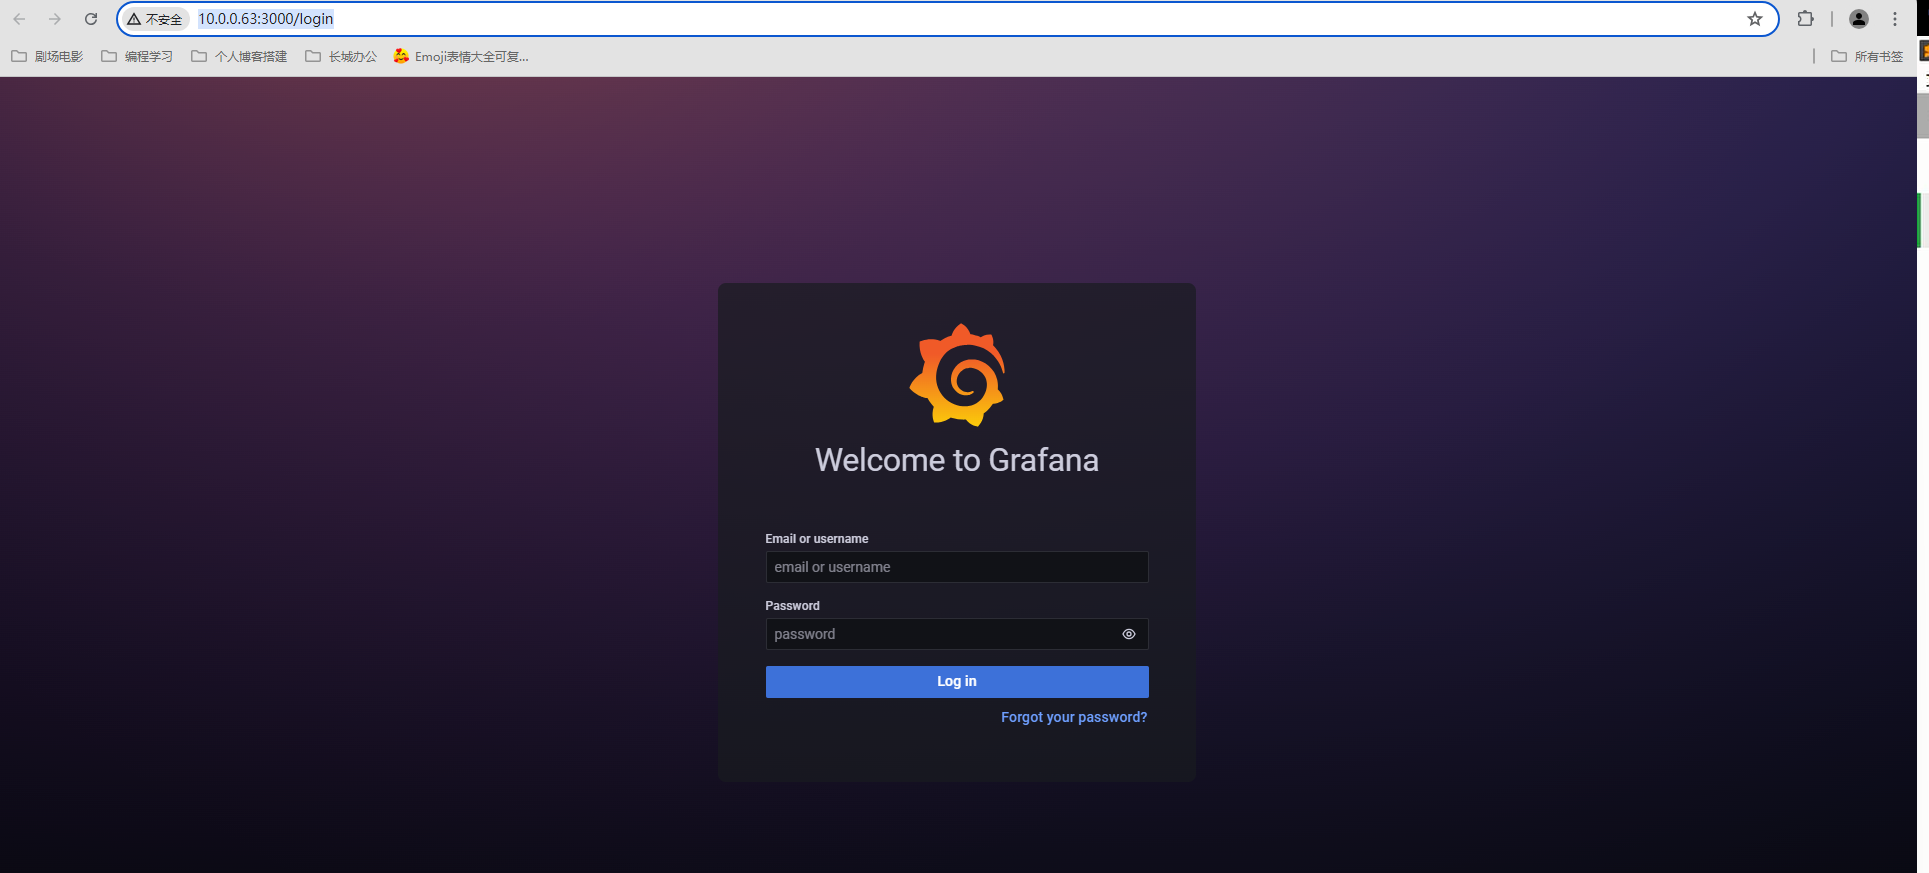 不安全 10.0.0.63:3000/login
剧场电影 编程学习 个人博客搭建 长城办公 Emoji表情大全可复... 所有书签
Welcome to Grafana
Email or username
email or username
Password
password
Log in
Forgot your password?